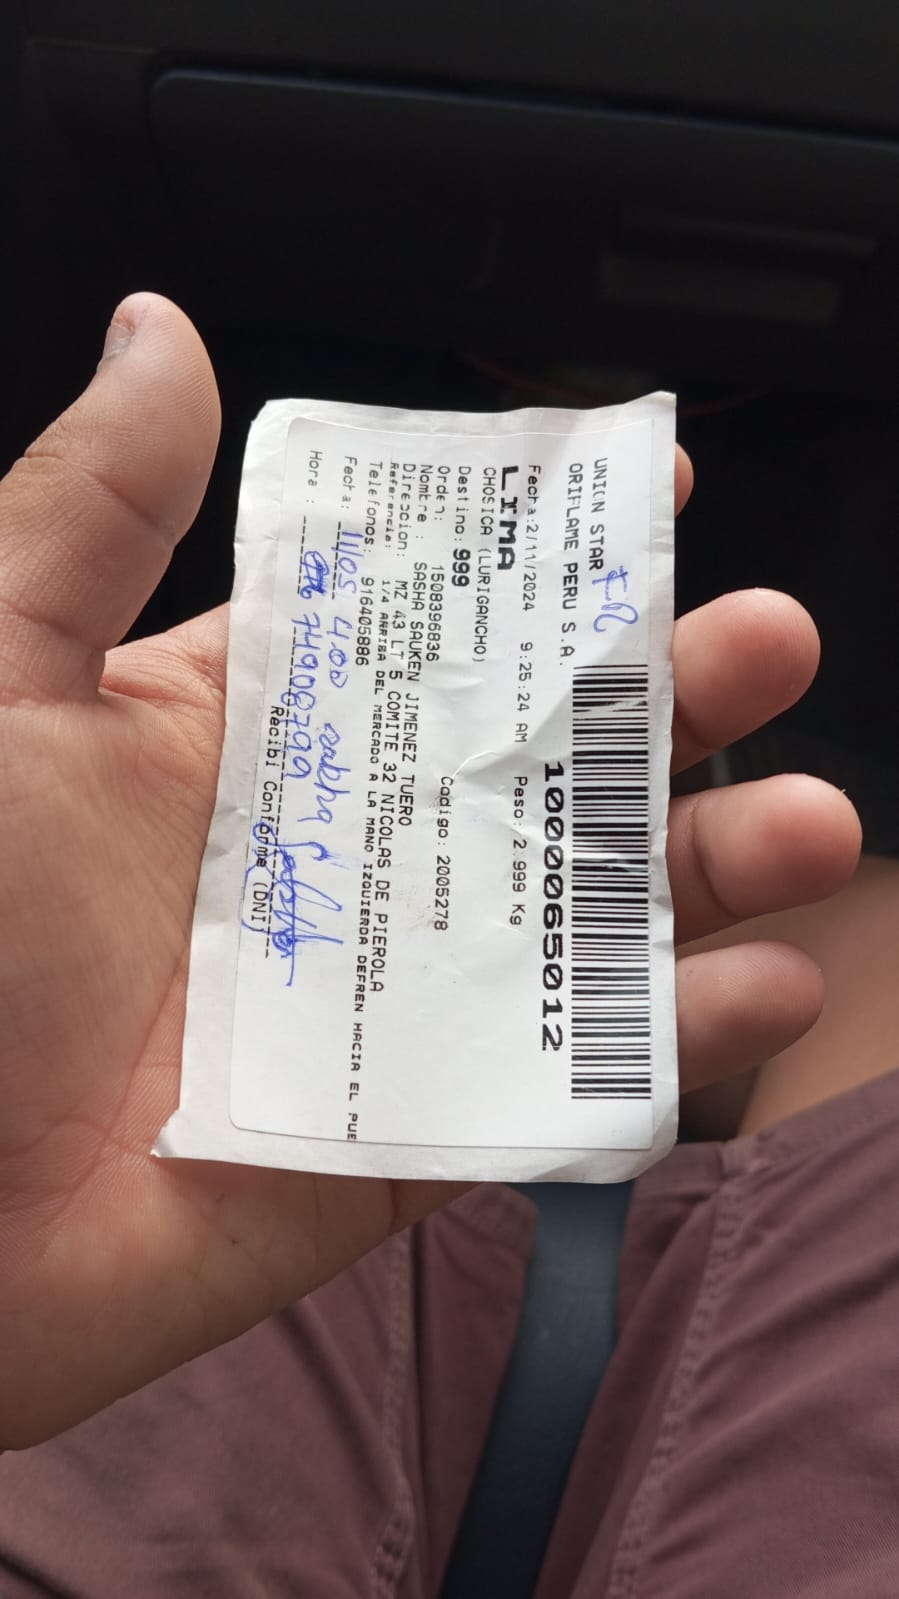 UNION STAR
ORIFLAME PERU S.A.
1000065012
Fecha:2/11/2024 9:25:24 AM Peso: 2.999 Kg
LIMA
CHOSICA (LURIGANCHO)
Destino: 999
Orden: 1508396836 Codigo: 2005278
Nombre : SASHA SAUKEN JIMENEZ TUERO
Direccion: MZ 43 LT 5 COMITE 32 NICOLAS DE PIEROLA
Referencia: 1/4 ARRIBA DEL MERCADO A LA MANO IZQUIERDA DEFREN HACIA EL PUE
Telefonos: 916405886
Fecha: 11/05 4:00
Hora : 74908799
Recibi Conforme (DNI)